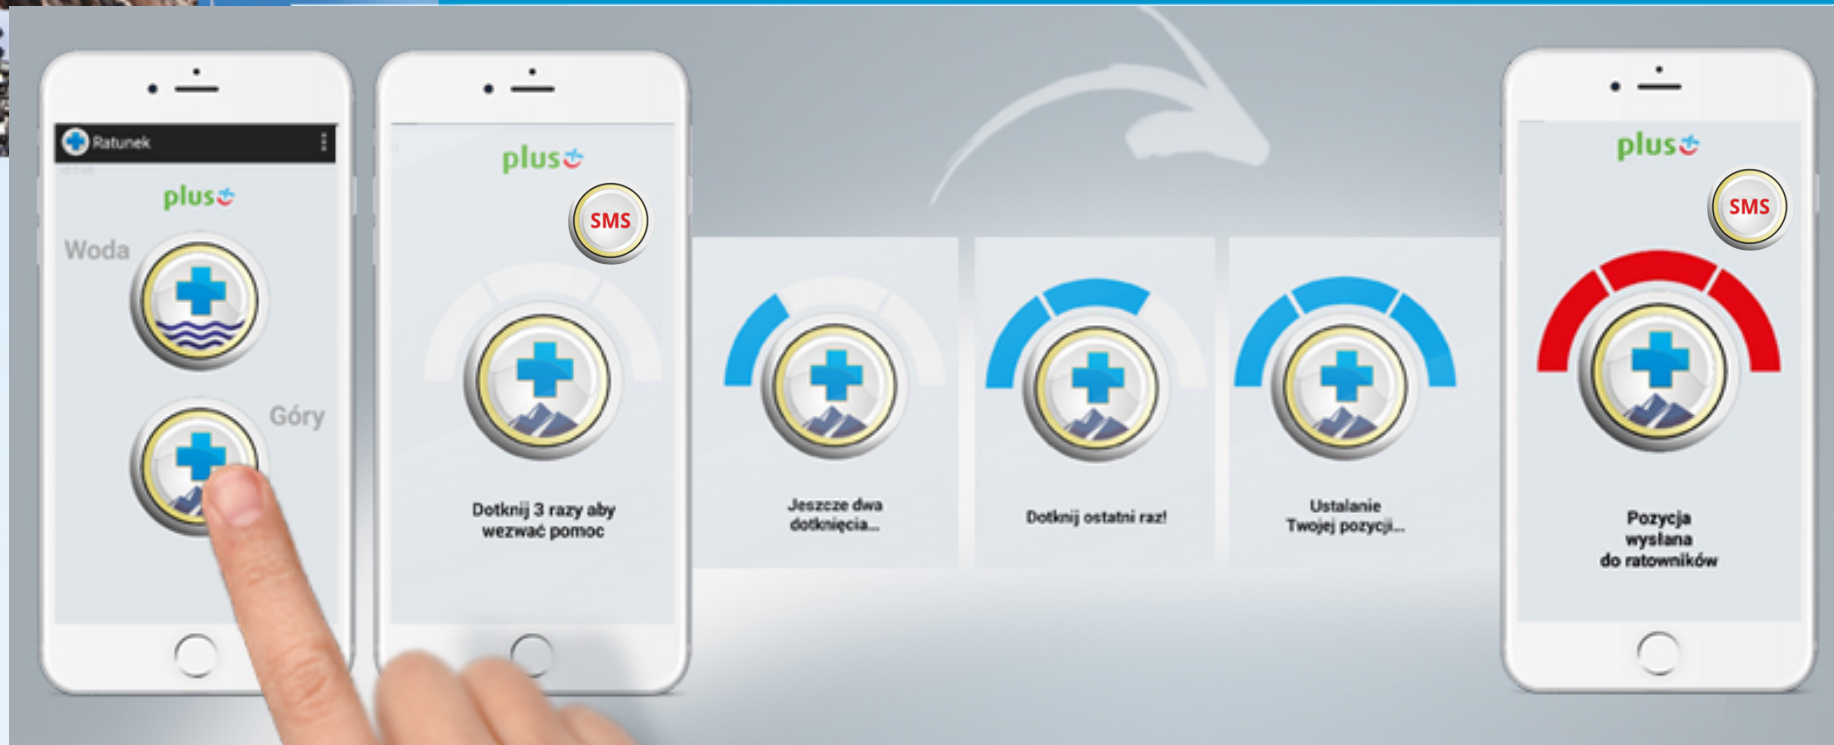 Ratunek
plus
Woda
Góry
plus
SMS
Dotknij 3 razy aby
wezwać pomoc
Jeszcze dwa
dotknięcia...
Dotknij ostatni raz!
Ustalanie
Twojej pozycji...
plus
SMS
Pozycja
wysłana
do ratowników